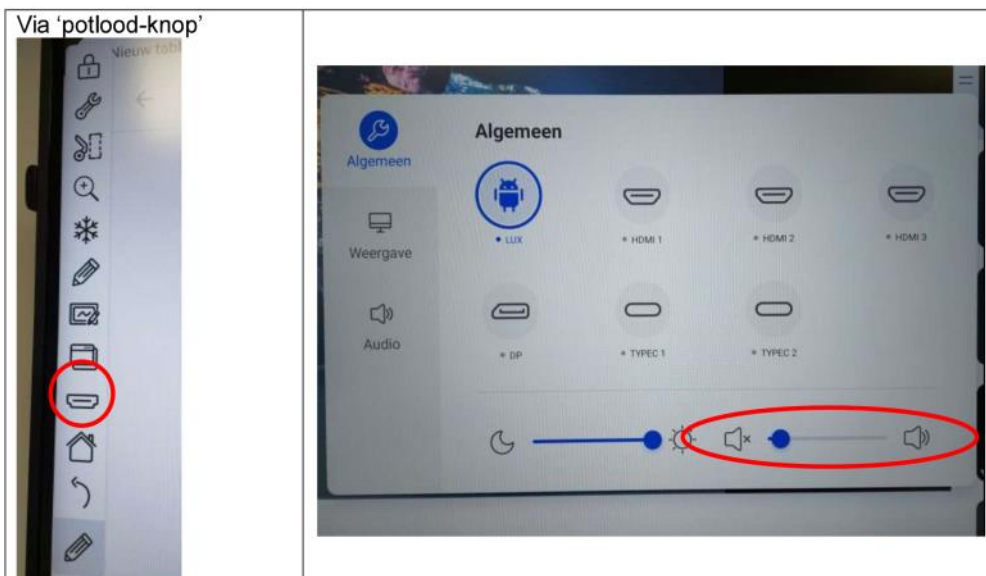 Via ‘potlood-knop’
Nieuw tabl
Algemeen
Algemeen
Weergave
Audio
LUX
HDMI 1
HDMI 2
HDMI 3
DP
TYPEC 1
TYPEC 2